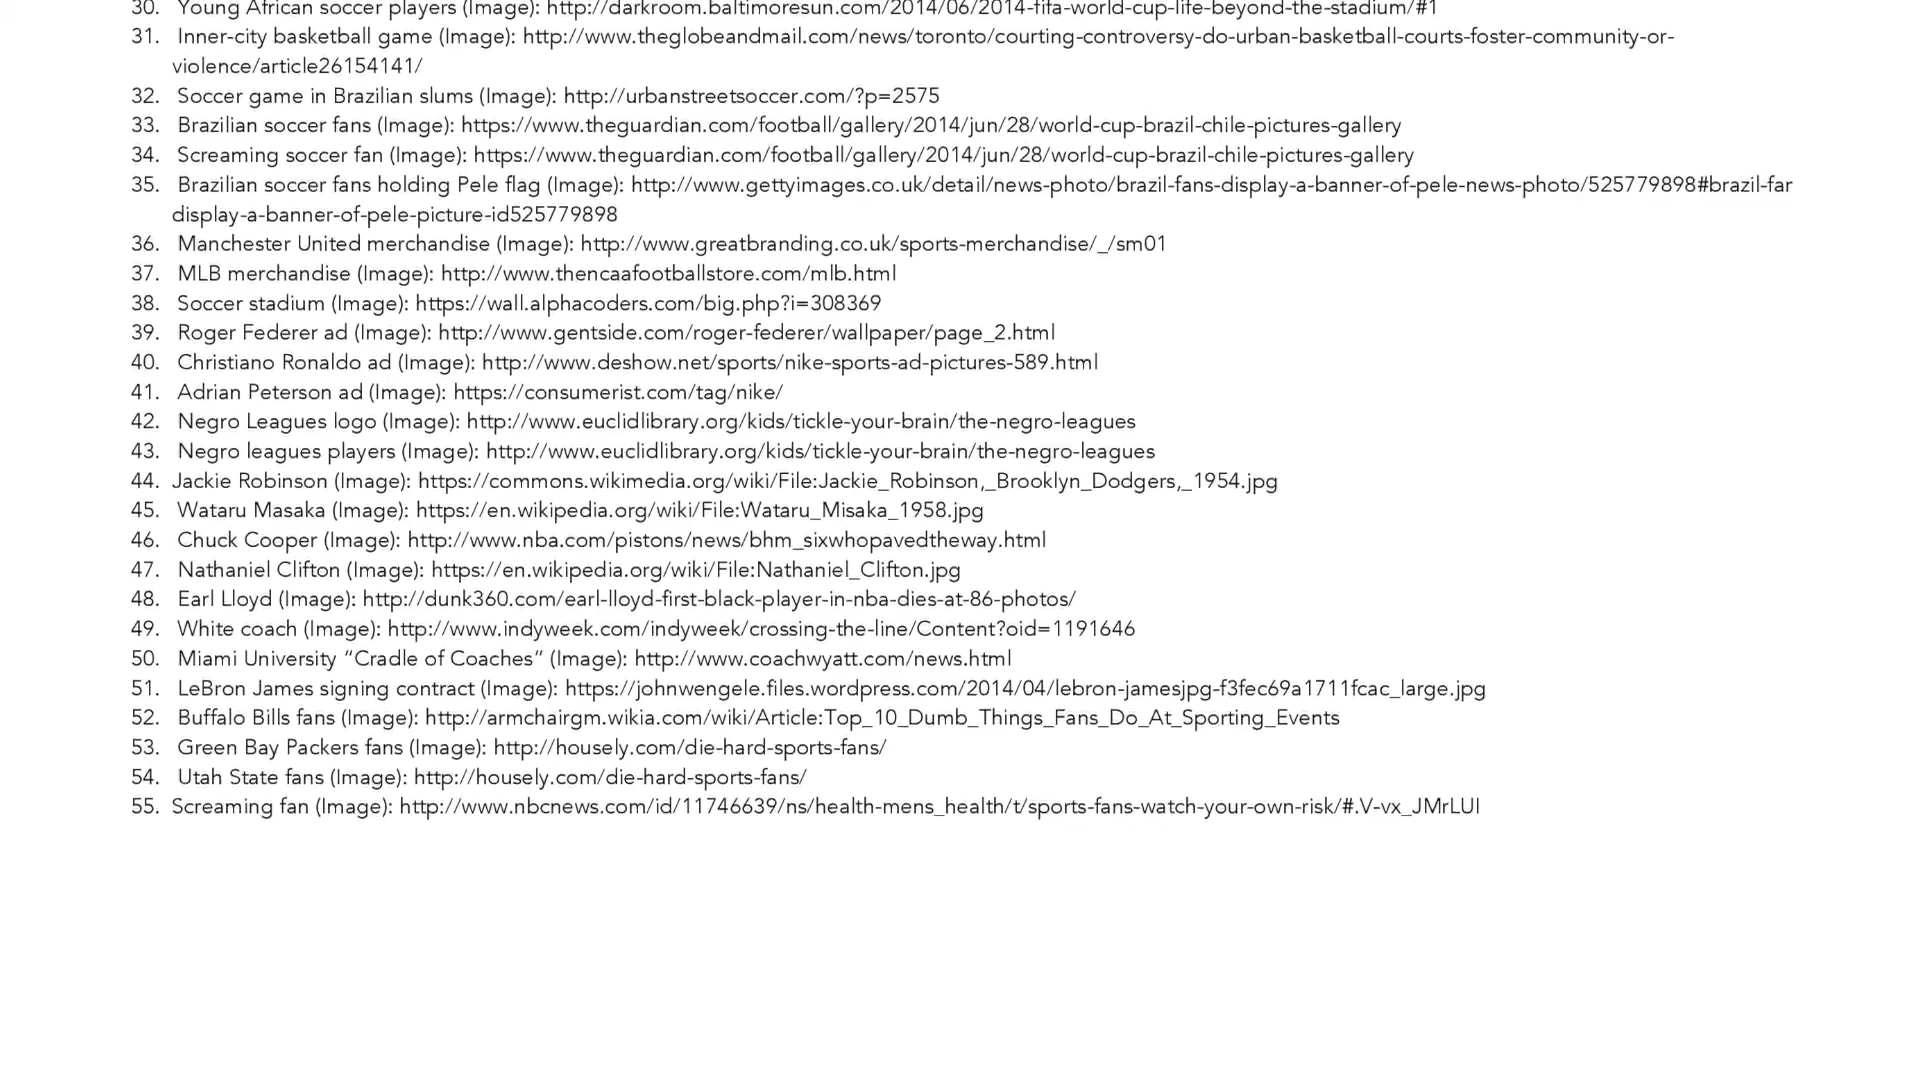 30. Young African soccer players (Image): http://darkroom.baltimoresun.com/2014/06/2014-fifa-world-cup-life-beyond-the-stadium/#1
31. Inner-city basketball game (Image): http://www.theglobeandmail.com/news/toronto/courting-controversy-do-urban-basketball-courts-foster-community-or-
violence/article26154141/
32. Soccer game in Brazilian slums (Image): http://urbanstreetsoccer.com/?p=2575
33. Brazilian soccer fans (Image): https://www.theguardian.com/football/gallery/2014/jun/28/world-cup-brazil-chile-pictures-gallery
34. Screaming soccer fan (Image): https://www.theguardian.com/football/gallery/2014/jun/28/world-cup-brazil-chile-pictures-gallery
35. Brazilian soccer fans holding Pele flag (Image): http://www.gettyimages.co.uk/detail/news-photo/brazil-fans-display-a-banner-of-pele-news-photo/525779898#brazil-far
display-a-banner-of-pele-picture-id525779898
36. Manchester United merchandise (Image): http://www.greatbranding.co.uk/sports-merchandise/_/sm01
37. MLB merchandise (Image): http://www.thencaafootballstore.com/mlb.html
38. Soccer stadium (Image): https://wall.alphacoders.com/big.php?i=308369
39. Roger Federer ad (Image): http://www.gentside.com/roger-federer/wallpaper/page_2.html
40. Christiano Ronaldo ad (Image): http://www.deshow.net/sports/nike-sports-ad-pictures-589.html
41. Adrian Peterson ad (Image): https://consumerist.com/tag/nike/
42. Negro Leagues logo (Image): http://www.euclidlibrary.org/kids/tickle-your-brain/the-negro-leagues
43. Negro leagues players (Image): http://www.euclidlibrary.org/kids/tickle-your-brain/the-negro-leagues
44. Jackie Robinson (Image): https://commons.wikimedia.org/wiki/File:Jackie_Robinson,_Brooklyn_Dodgers,_1954.jpg
45. Wataru Masaka (Image): https://en.wikipedia.org/wiki/File:Wataru_Misaka_1958.jpg
46. Chuck Cooper (Image): http://www.nba.com/pistons/news/bhm_sixwhopavedtheway.html
47. Nathaniel Clifton (Image): https://en.wikipedia.org/wiki/File:Nathaniel_Clifton.jpg
48. Earl Lloyd (Image): http://dunk360.com/earl-lloyd-first-black-player-in-nba-dies-at-86-photos/
49. White coach (Image): http://www.indyweek.com/indyweek/crossing-the-line/Content?oid=1191646
50. Miami University “Cradle of Coaches” (Image): http://www.coachwyatt.com/news.html
51. LeBron James signing contract (Image): https://johnwengele.files.wordpress.com/2014/04/lebron-jamesjpg-f3fec69a1711fcac_large.jpg
52. Buffalo Bills fans (Image): http://armchairgm.wikia.com/wiki/Article:Top_10_Dumb_Things_Fans_Do_At_Sporting_Events
53. Green Bay Packers fans (Image): http://housely.com/die-hard-sports-fans/
54. Utah State fans (Image): http://housely.com/die-hard-sports-fans/
55. Screaming fan (Image): http://www.nbcnews.com/id/11746639/ns/health-mens_health/t/sports-fans-watch-your-own-risk/#.V-vx_JMrLUI